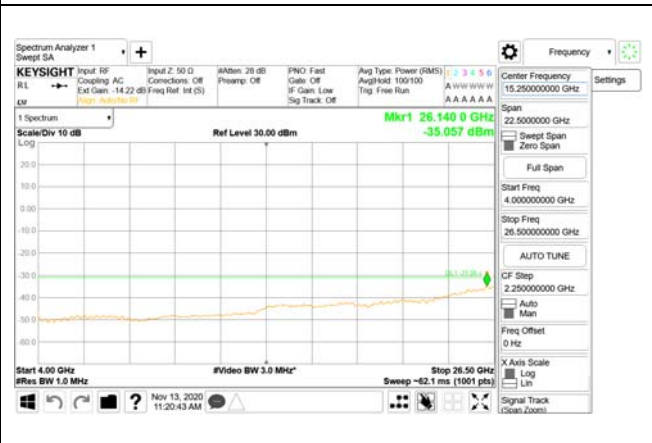 Spectrum Analyzer 1
Swept SA
Frequency
KEYSIGHT
RL
Input: RF
Coupling: AC
Ext Gain: -14.22 dB
Align: Auto/No RF
Input Z: 50 Ω
Corrections: Off
Freq Ref: Int (S)
#Atten: 28 dB
Preamp: Off
PNO: Fast
Gate: Off
IF Gain: Low
Sig Track: Off
Avg Type: Power (RMS)
Avg|Hold: 100/100
Trig: Free Run
1 2 3 4 5 6
A W W W W W
A A A A A A
1 Spectrum
Scale/Div 10 dB
Log
Ref Level 30.00 dBm
Mkr1 26.140 0 GHz
-35.057 dBm
20.0
10.0
0.00
-10.0
-20.0
-30.0
-40.0
-50.0
-60.0
Start 4.00 GHz
#Res BW 1.0 MHz
#Video BW 3.0 MHz*
Stop 26.50 GHz
Sweep ~62.1 ms (1001 pts)
Nov 13, 2020
11:20:43 AM
Center Frequency
15.250000000 GHz
Settings
Span
22.5000000 GHz
Swept Span
Zero Span
Full Span
Start Freq
4.000000000 GHz
Stop Freq
26.500000000 GHz
AUTO TUNE
CF Step
2.250000000 GHz
Auto
Man
Freq Offset
0 Hz
X Axis Scale
Log
Lin
Signal Track
(Span Zoom)